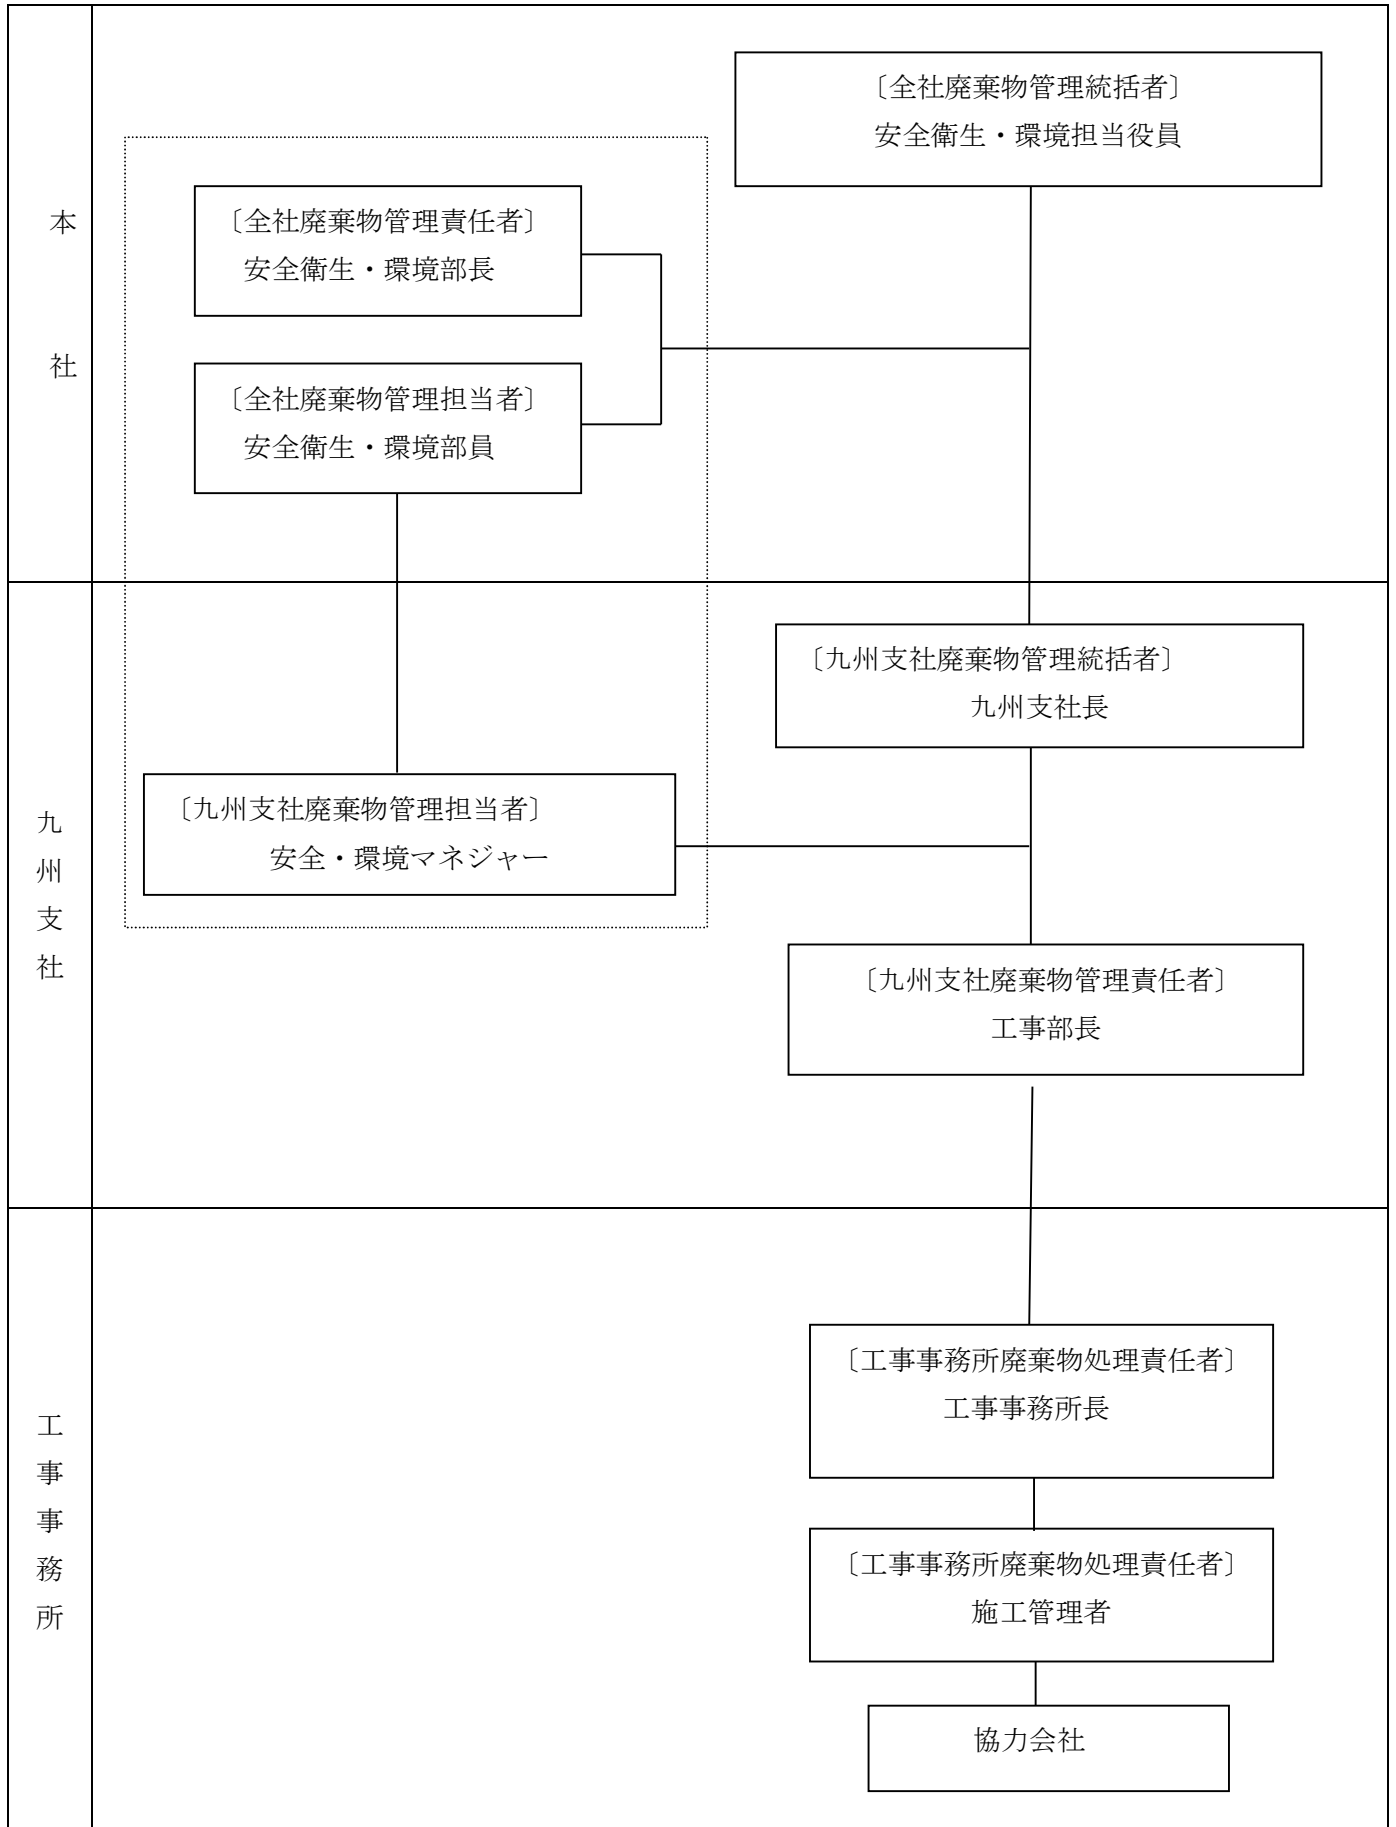 本社
〔全社廃棄物管理統括者〕
安全衛生・環境担当役員
〔全社廃棄物管理責任者〕
安全衛生・環境部長
〔全社廃棄物管理担当者〕
安全衛生・環境部員
九州支社
〔九州支社廃棄物管理統括者〕
九州支社長
〔九州支社廃棄物管理担当者〕
安全・環境マネジャー
〔九州支社廃棄物管理責任者〕
工事部長
工事事務所
〔工事事務所廃棄物処理責任者〕
工事事務所長
〔工事事務所廃棄物処理責任者〕
施工管理者
協力会社